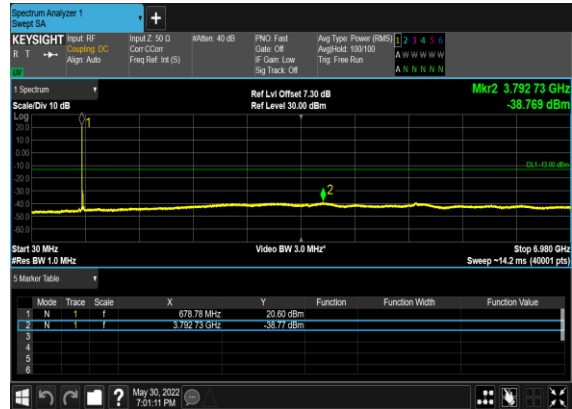 Spectrum Analyzer 1
Swept SA
+
KEYSIGHT Input: RF Input Z: 50 Ω #Atten: 40 dB PNO: Fast Avg Type: Power (RMS) 1 2 3 4 5 6
R T Coupling: DC Corr CCorr Gate: Off Avg|Hold: 100/100 A W W W W W
Align: Auto Freq Ref: Int (S) IF Gain: Low Trig: Free Run
Sig Track: Off A N N N N N
1 Spectrum
Ref Lvl Offset 7.30 dB Mkr2 3.792 73 GHz
Scale/Div 10 dB Ref Level 30.00 dBm -38.769 dBm
Log
20.0
10.0
0.00
-10.0
-20.0
-30.0
-40.0
-50.0
-60.0
1
DL1 -13.00 dBm
2
Start 30 MHz Video BW 3.0 MHz* Stop 6.980 GHz
#Res BW 1.0 MHz Sweep ~14.2 ms (40001 pts)
5 Marker Table
Mode Trace Scale X Y Function Function Width Function Value
1 N 1 f 678.78 MHz 20.60 dBm
2 N 1 f 3.792 73 GHz -38.77 dBm
3
4
5
6
? May 30, 2022
7:01:11 PM